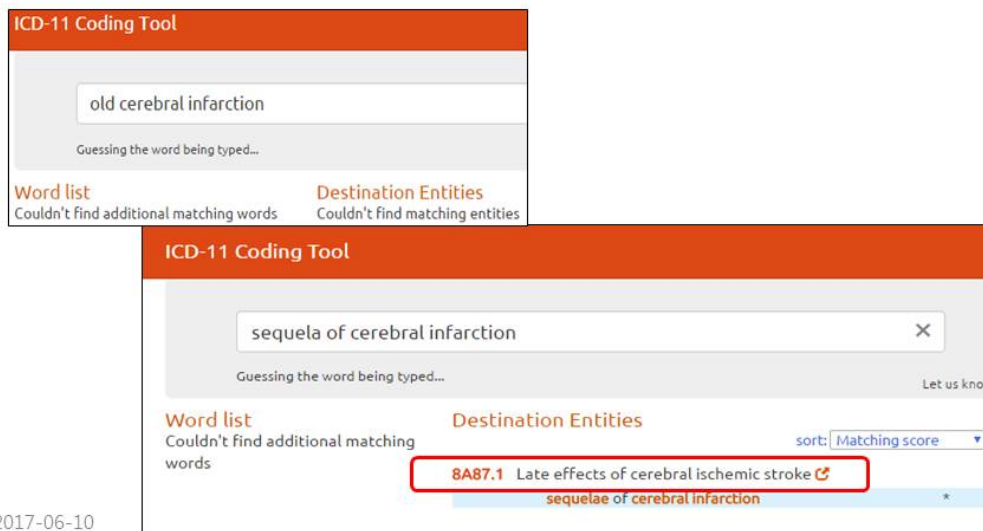 ICD-11 Coding Tool
old cerebral infarction
Guessing the word being typed...
Word list
Couldn't find additional matching words
Destination Entities
Couldn't find matching entities
ICD-11 Coding Tool
sequela of cerebral infarction ×
Guessing the word being typed...
Let us kno
Word list
Couldn't find additional matching
words
Destination Entities
sort: Matching score ▼
8A87.1 Late effects of cerebral ischemic stroke
sequelae of cerebral infarction *
2017-06-10